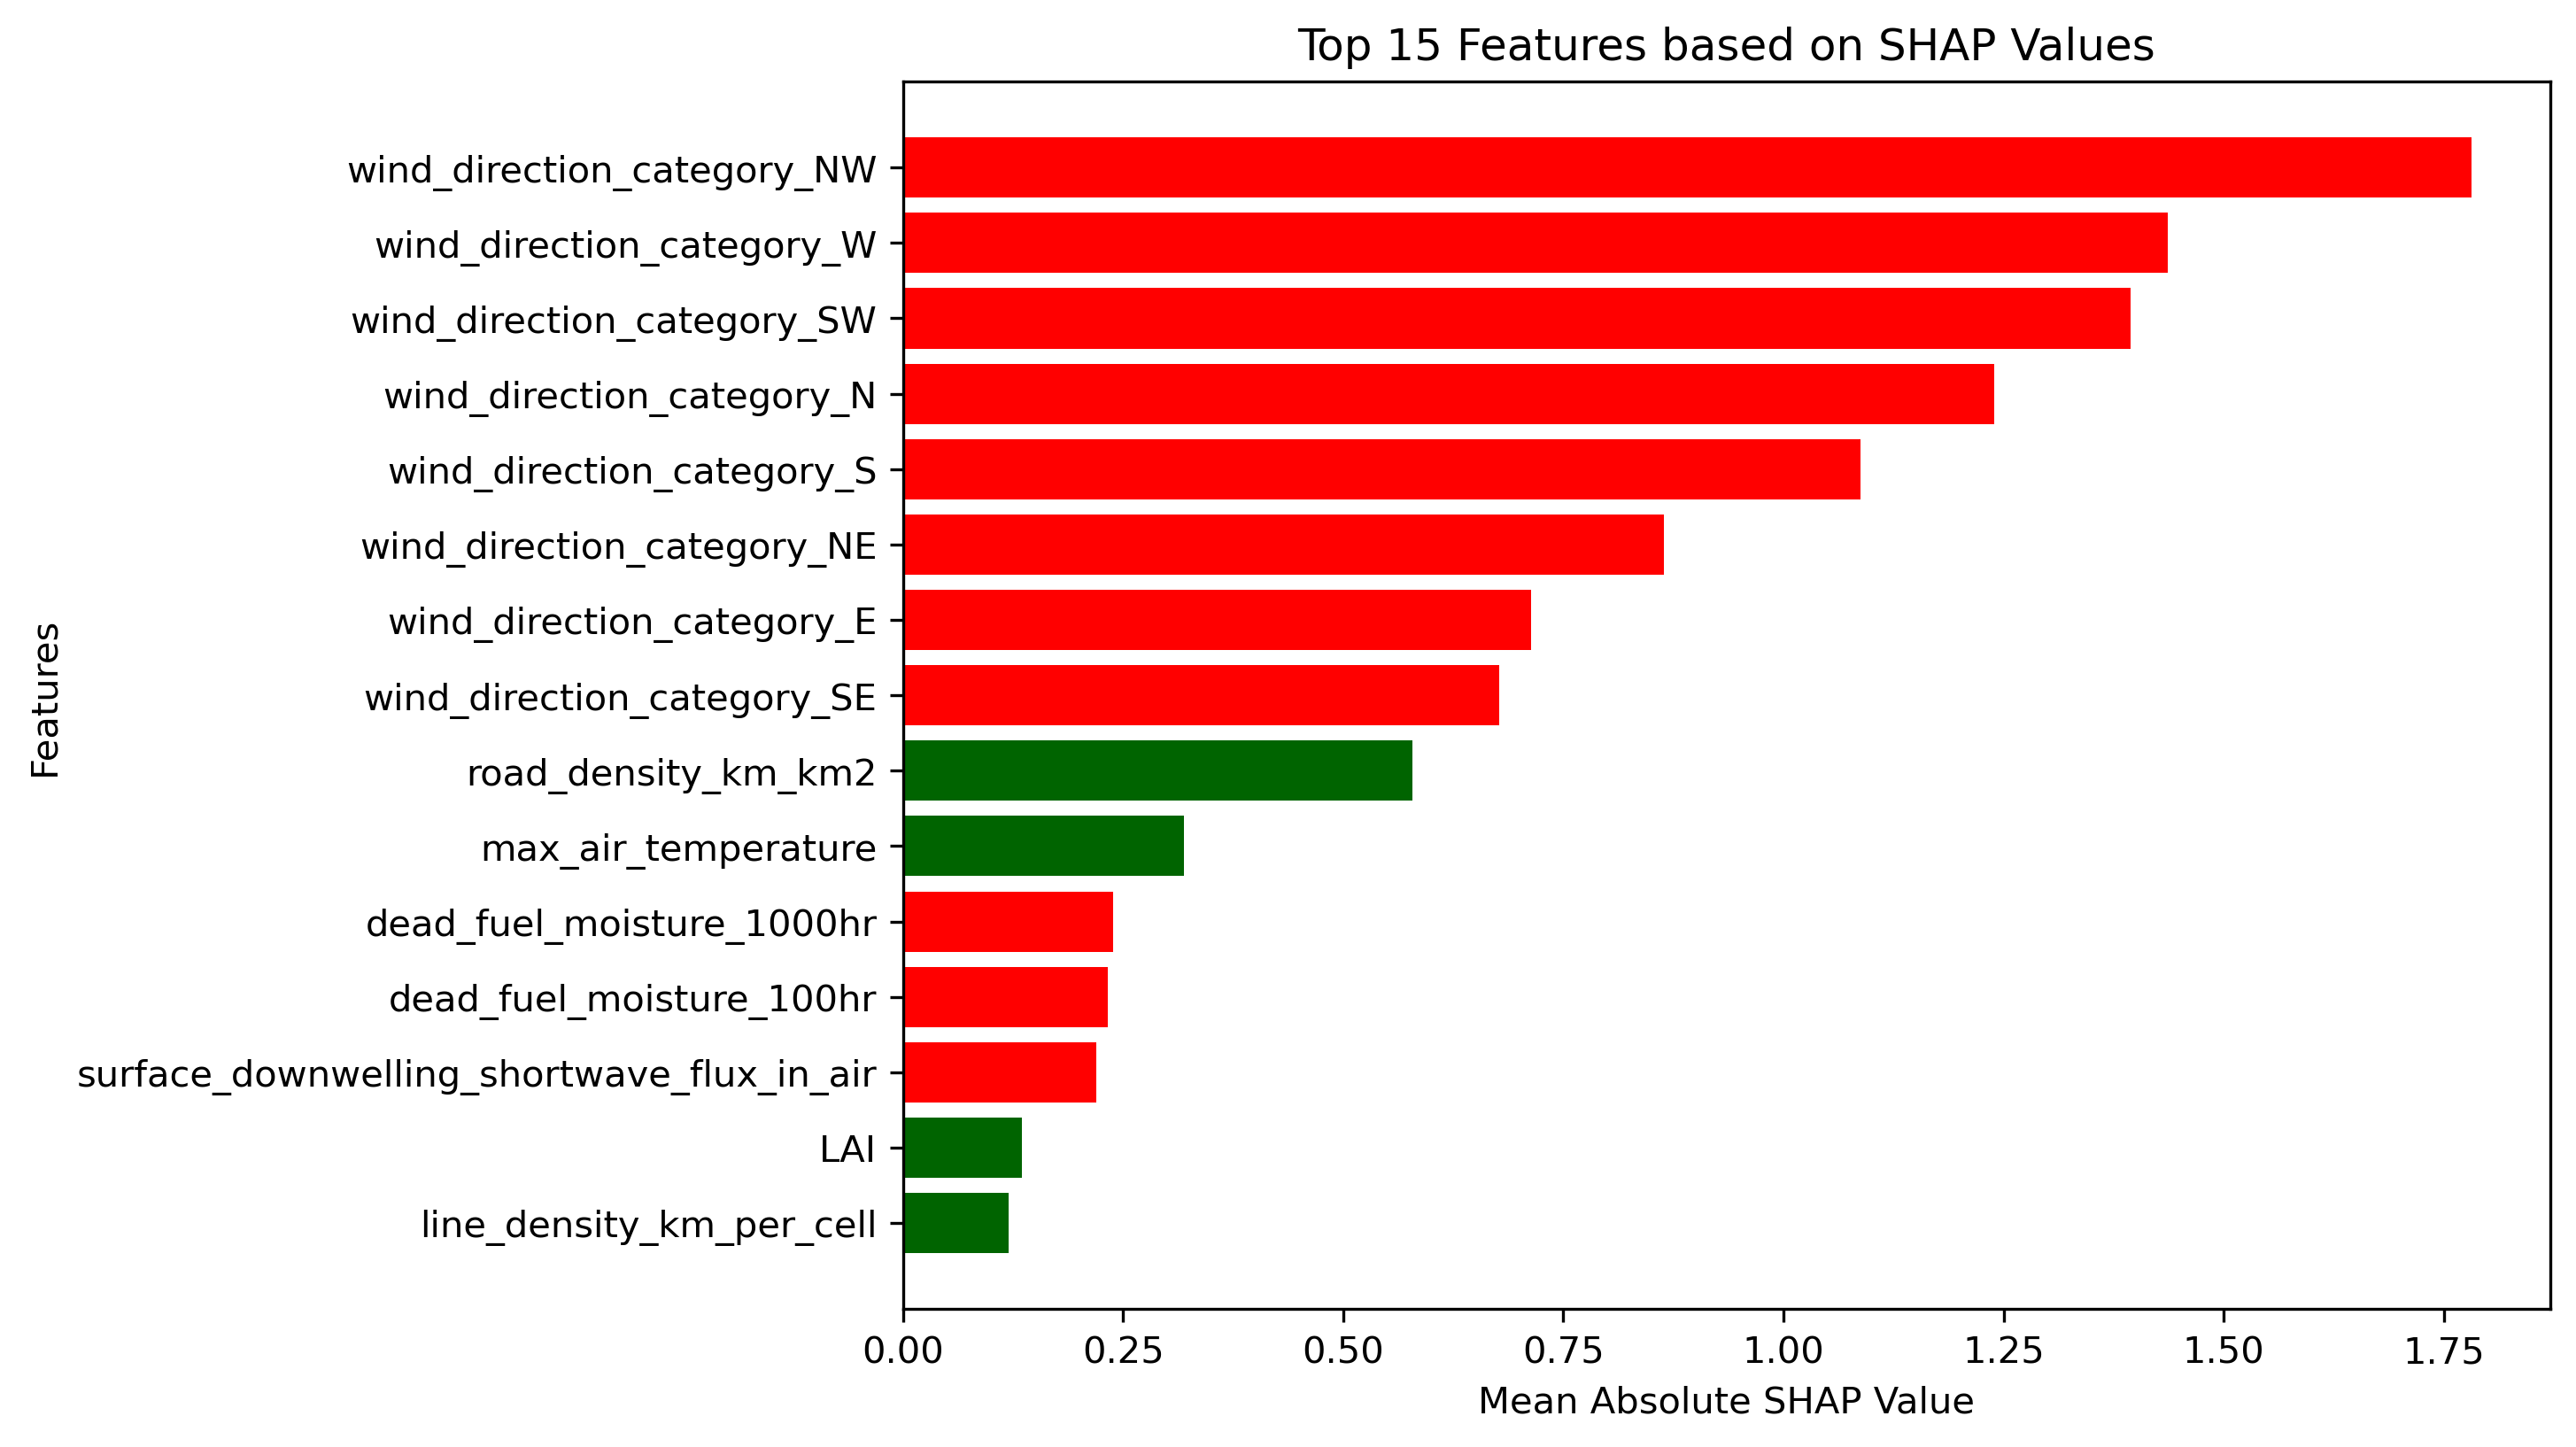 Top 15 Features based on SHAP Values
Features
wind_direction_category_NW
wind_direction_category_W
wind_direction_category_SW
wind_direction_category_N
wind_direction_category_S
wind_direction_category_NE
wind_direction_category_E
wind_direction_category_SE
road_density_km_km2
max_air_temperature
dead_fuel_moisture_1000hr
dead_fuel_moisture_100hr
surface_downwelling_shortwave_flux_in_air
LAI
line_density_km_per_cell
0.00 0.25 0.50 0.75 1.00 1.25 1.50 1.75
Mean Absolute SHAP Value